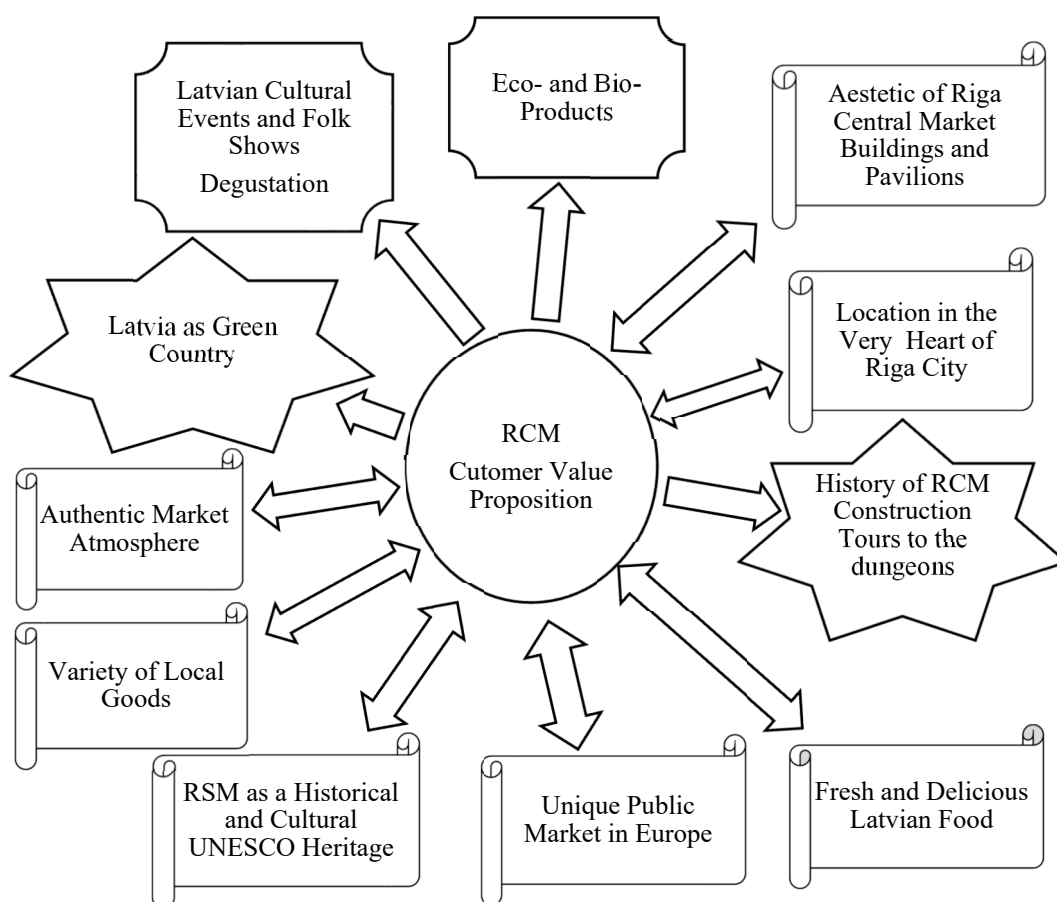 Latvian Cultural
Events and Folk
Shows
Degustation
Eco- and Bio-
Products
Aestetic of Riga
Central Market
Buildings and
Pavilions
Latvia as Green
Country
Location in the
Very Heart of
Riga City
RCM
Cutomer Value
Proposition
History of RCM
Construction
Tours to the
dungeons
Authentic Market
Atmosphere
Variety of Local
Goods
RSM as a Historical
and Cultural
UNESCO Heritage
Unique Public
Market in Europe
Fresh and Delicious
Latvian Food